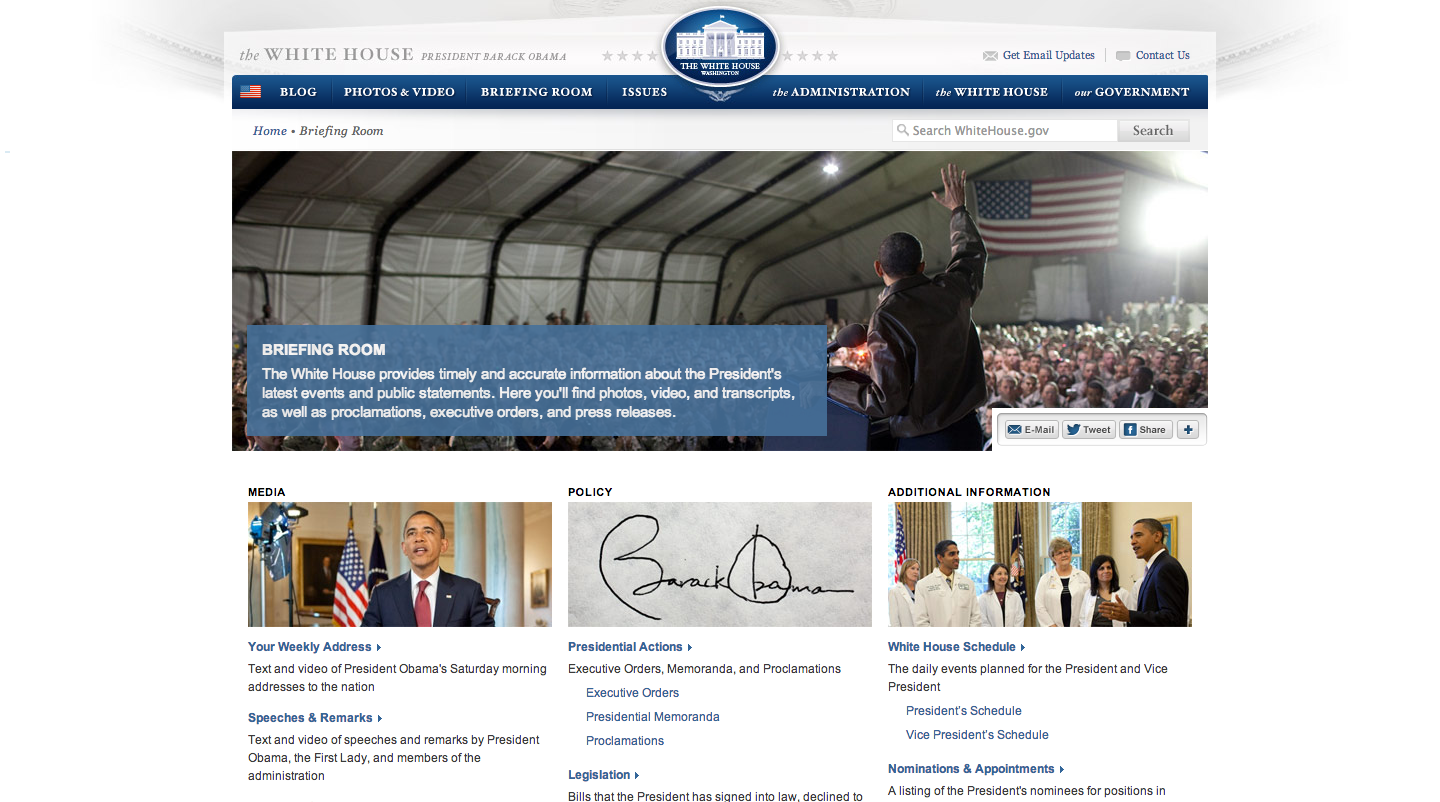 the WHITE HOUSE PRESIDENT BARACK OBAMA
THE WHITE HOUSE
WASHINGTON
Get Email Updates
Contact Us
BLOG
PHOTOS & VIDEO
BRIEFING ROOM
ISSUES
the ADMINISTRATION
the WHITE HOUSE
our GOVERNMENT
Home • Briefing Room
Search WhiteHouse.gov
Search
BRIEFING ROOM
The White House provides timely and accurate information about the President's
latest events and public statements. Here you'll find photos, video, and transcripts,
as well as proclamations, executive orders, and press releases.
E-Mail
Tweet
Share
MEDIA
Your Weekly Address
Text and video of President Obama's Saturday morning
addresses to the nation
Speeches & Remarks
Text and video of speeches and remarks by President
Obama, the First Lady, and members of the
administration
POLICY
Barack Obama
Presidential Actions
Executive Orders, Memoranda, and Proclamations
Executive Orders
Presidential Memoranda
Proclamations
Legislation
Bills that the President has signed into law, declined to
ADDITIONAL INFORMATION
White House Schedule
The daily events planned for the President and Vice
President
President's Schedule
Vice President's Schedule
Nominations & Appointments
A listing of the President's nominees for positions in